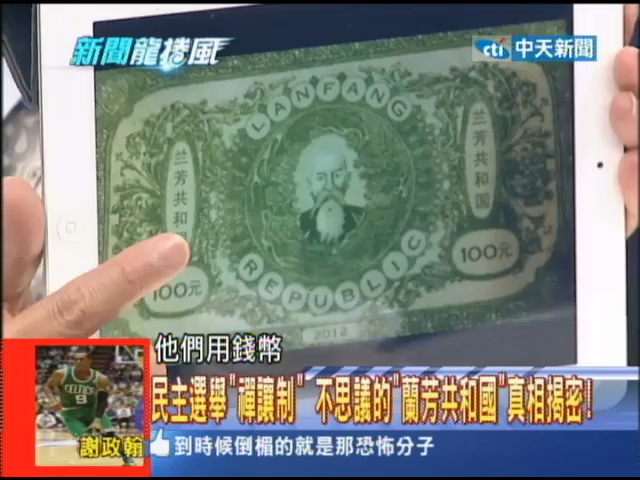 新聞龍捲風
cti 中天新聞
LANFANG
兰芳共和国
兰芳共和国
100元
100元
REPUBLIC
2012
他們用錢幣
民主選舉"禪讓制" 不思議的"蘭芳共和國"真相揭密!
CELTICS
9
謝政翰
到時候倒楣的就是那恐怖分子